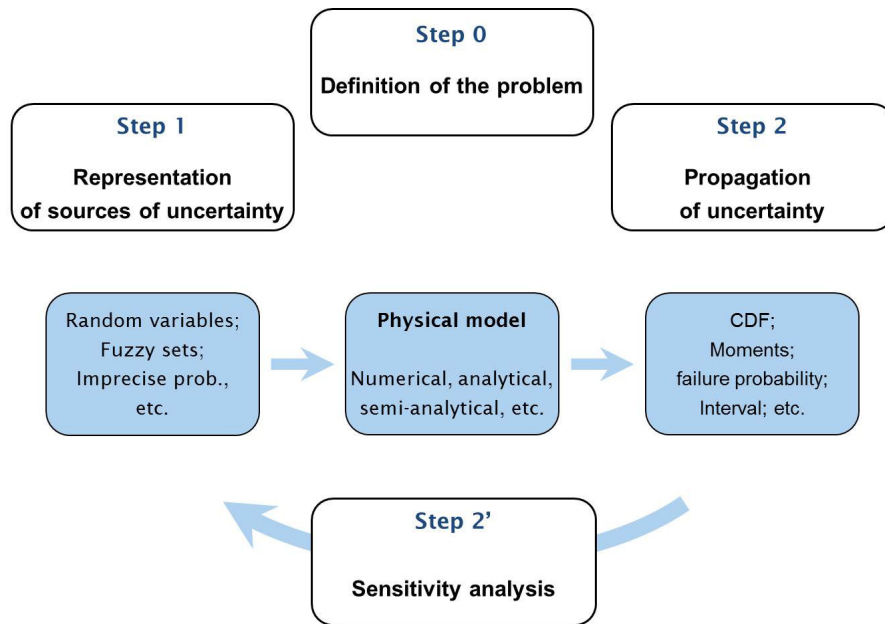 Step 0
Definition of the problem
Step 1
Representation
of sources of uncertainty
Step 2
Propagation
of uncertainty
Random variables;
Fuzzy sets;
Imprecise prob.,
etc.
Physical model
Numerical, analytical,
semi-analytical, etc.
CDF;
Moments;
failure probability;
Interval; etc.
Step 2’
Sensitivity analysis